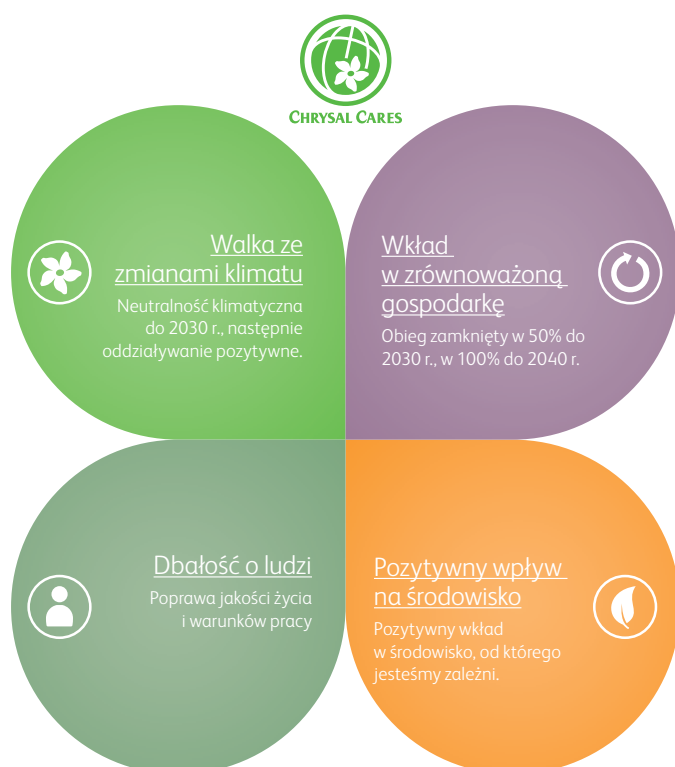 CHRYSAL CARES
Walka ze
zmianami klimatu
Neutralność klimatyczna
do 2030 r., następnie
oddziaływanie pozytywne.
Wkład
w zrównoważoną
gospodarkę
Obieg zamknięty w 50% do
2030 r., w 100% do 2040 r.
Dbałość o ludzi
Poprawa jakości życia
i warunków pracy
Pozytywny wpływ
na środowisko
Pozytywny wkład
w środowisko, od którego
jesteśmy zależni.